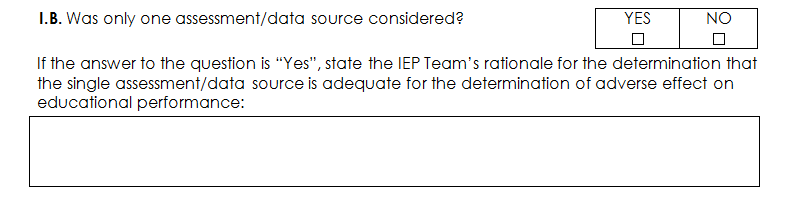 I.B. Was only one assessment/data source considered?
YES NO
☐ ☐
If the answer to the question is “Yes”, state the IEP Team’s rationale for the determination that
the single assessment/data source is adequate for the determination of adverse effect on
educational performance: